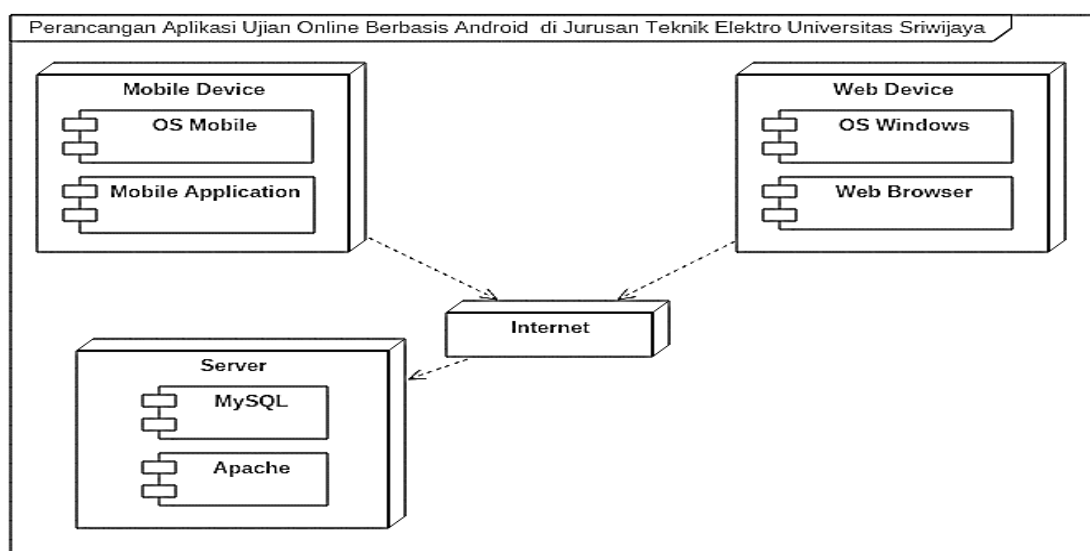 Perancangan Aplikasi Ujian Online Berbasis Android di Jurusan Teknik Elektro Universitas Sriwijaya
Mobile Device
OS Mobile
Mobile Application
Web Device
OS Windows
Web Browser
Internet
Server
MySQL
Apache